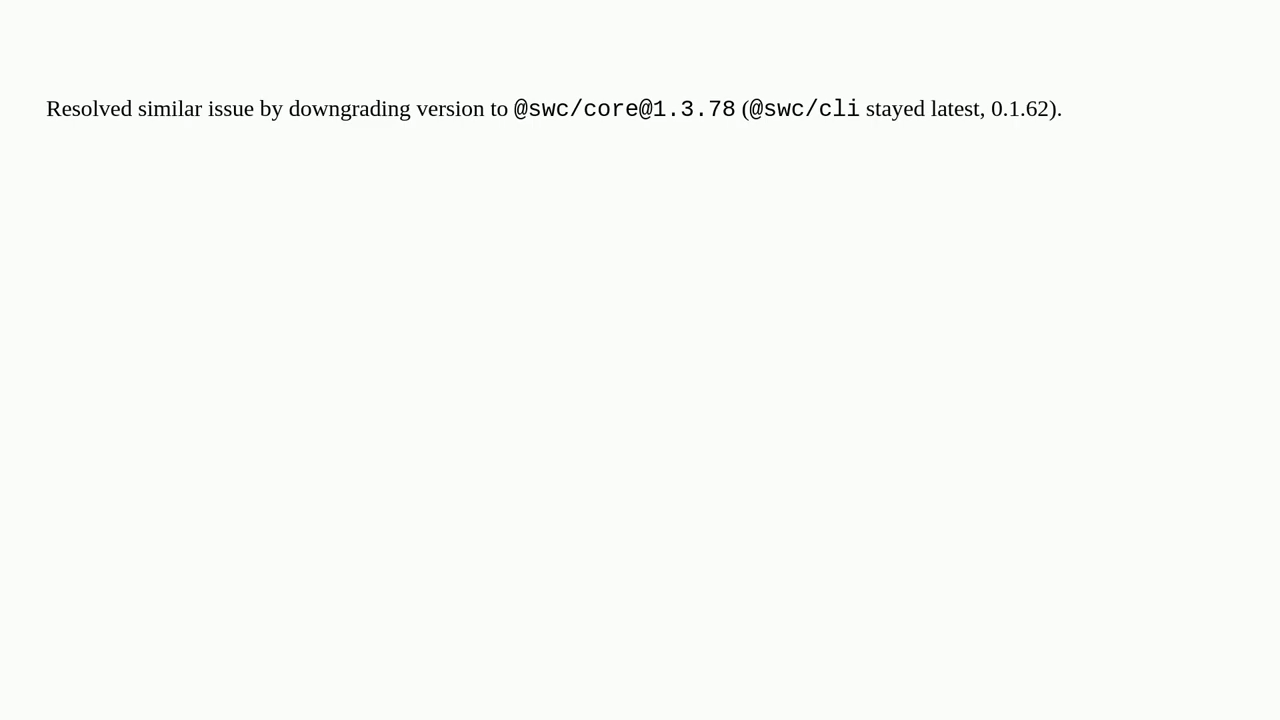 Resolved similar issue by downgrading version to @swc/core@1.3.78 (@swc/cli stayed latest, 0.1.62).